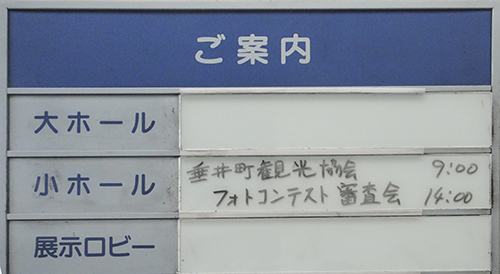 ご案内
大ホール
小ホール
垂井町観光協会 9:00
フォトコンテスト審査会 14:00
展示ロビー